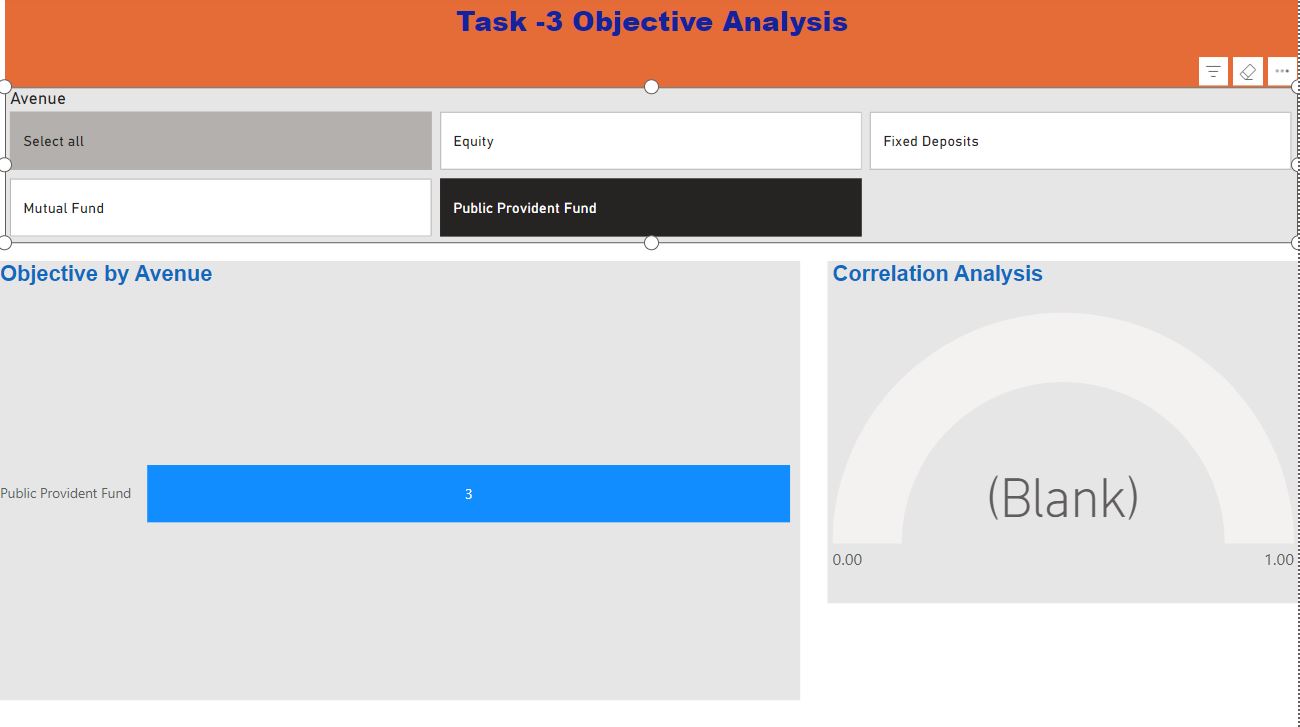 Task -3 Objective Analysis
Avenue
Select all
Equity
Fixed Deposits
Mutual Fund
Public Provident Fund
Objective by Avenue
Public Provident Fund
3
Correlation Analysis
(Blank)
0.00
1.00